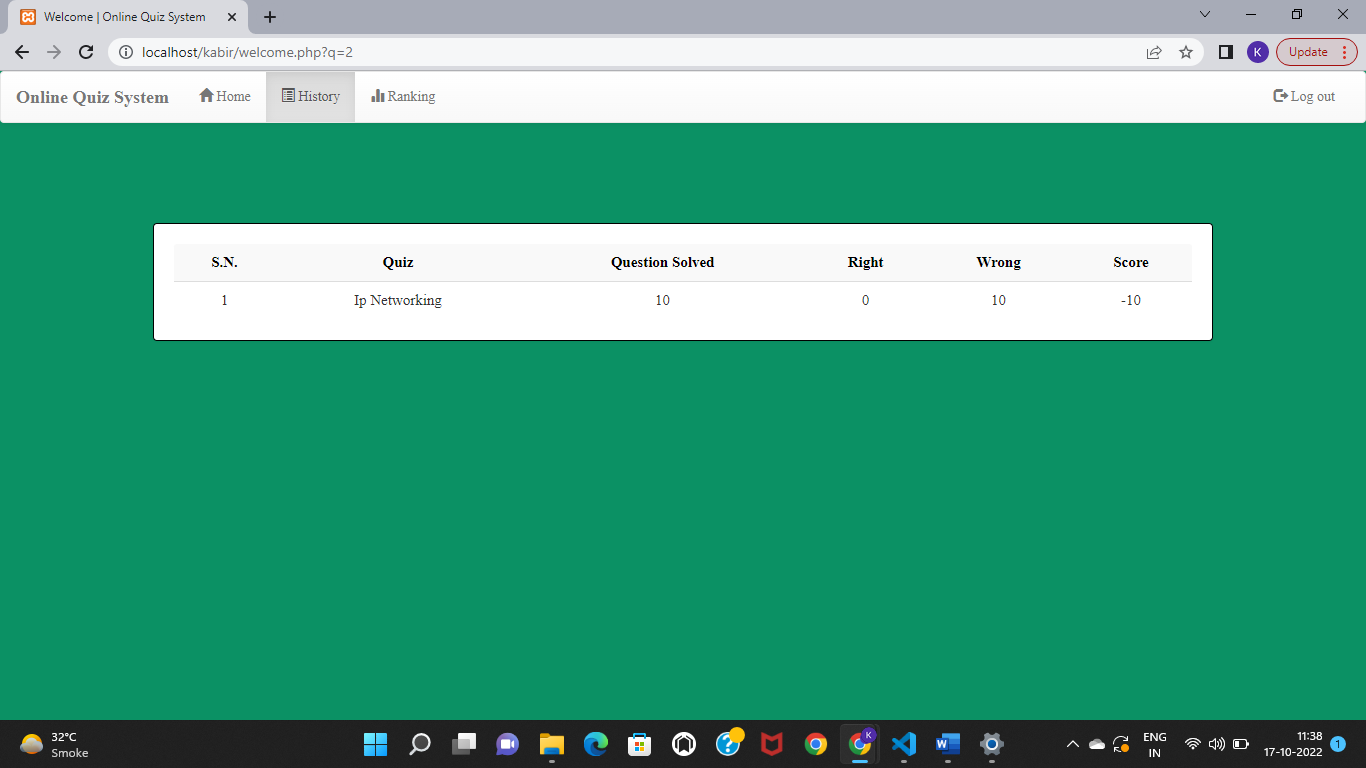 Welcome | Online Quiz System
localhost/kabir/welcome.php?q=2
K
Update
Online Quiz System Home History Ranking Log out
S.N. Quiz Question Solved Right Wrong Score
1 Ip Networking 10 0 10 -10
32°C
Smoke
K
W
ENG
IN
11:38
17-10-2022
1